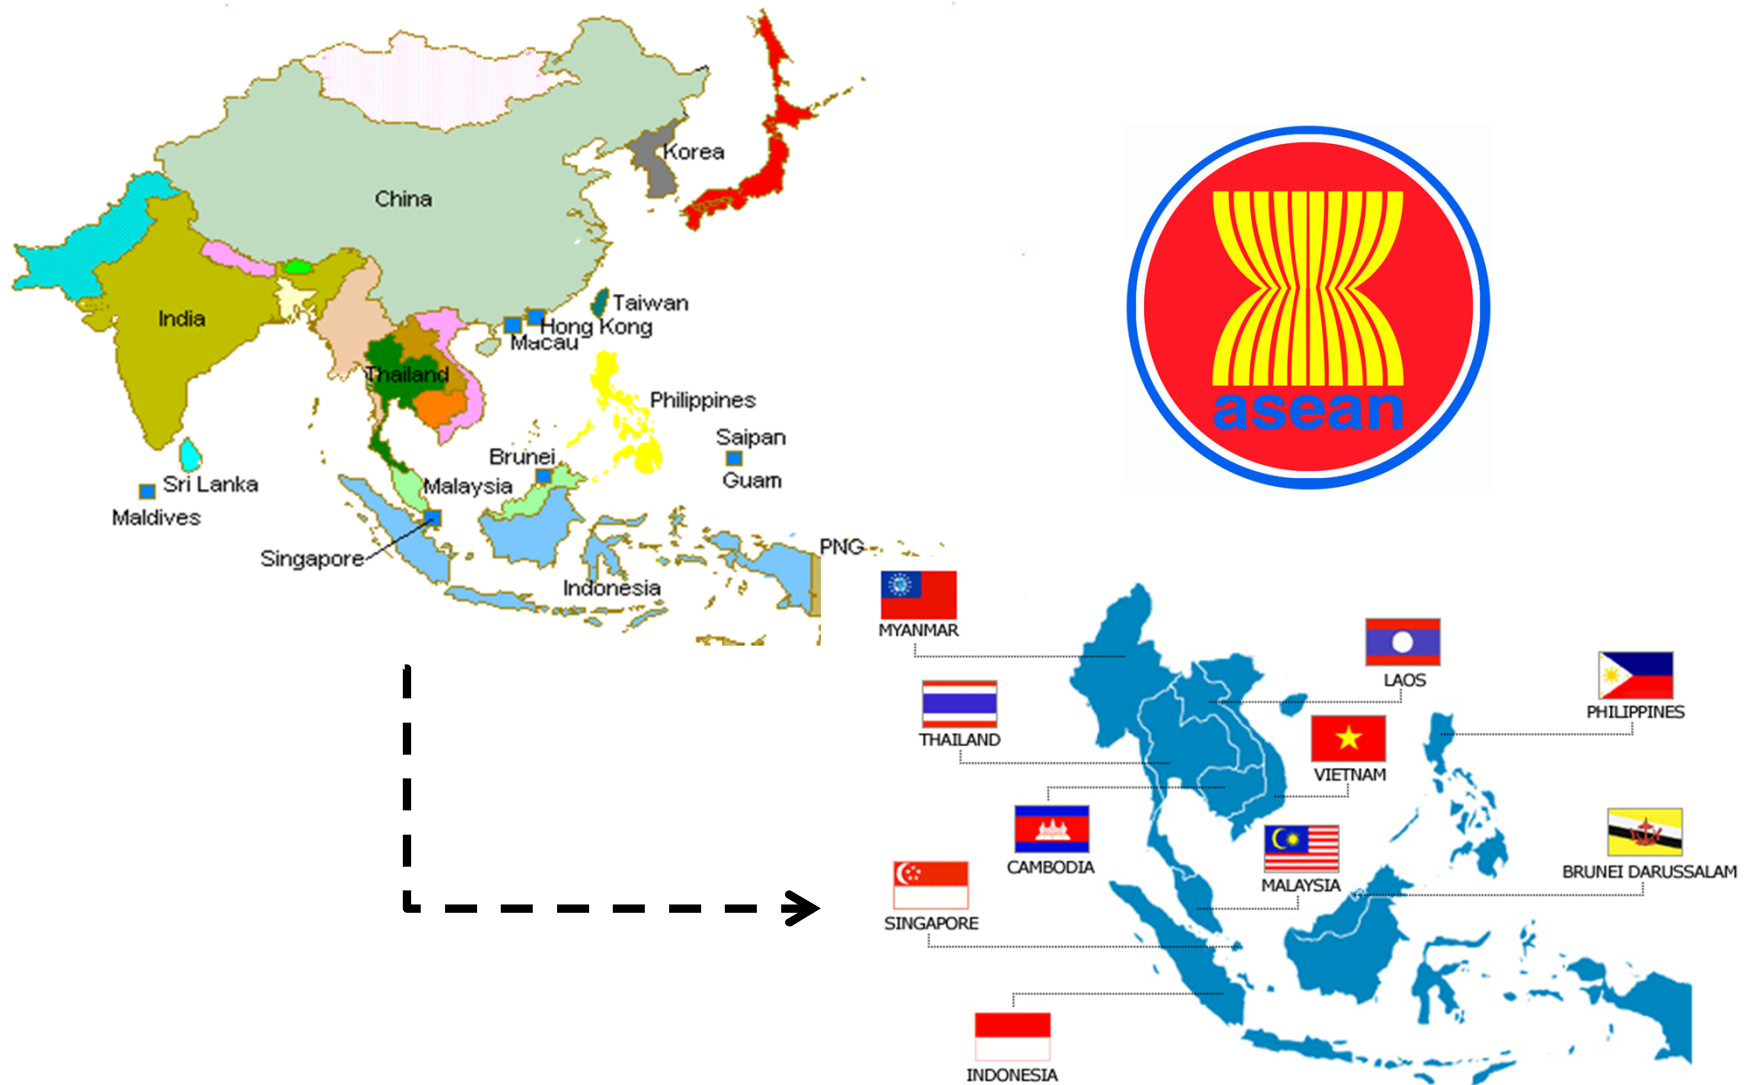 Korea
China
Taiwan
India
Hong Kong
Macau
Thailand
Philippines
Saipan
Brunei
Guam
Sri Lanka
Malaysia
Maldives
Singapore
PNG
Indonesia
asean
MYANMAR
LAOS
PHILIPPINES
THAILAND
VIETNAM
CAMBODIA
MALAYSIA
BRUNEI DARUSSALAM
SINGAPORE
INDONESIA